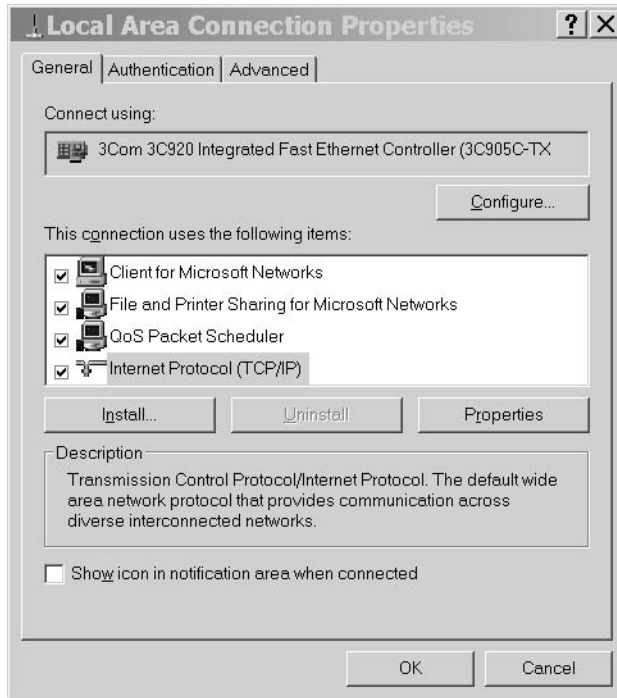 Local Area Connection Properties
General Authentication Advanced
Connect using:
3Com 3C920 Integrated Fast Ethernet Controller (3C905C-TX
Configure...
This connection uses the following items:
Client for Microsoft Networks
File and Printer Sharing for Microsoft Networks
QoS Packet Scheduler
Internet Protocol (TCP/IP)
Install... Uninstall Properties
Description
Transmission Control Protocol/Internet Protocol. The default wide
area network protocol that provides communication across
diverse interconnected networks.
Show icon in notification area when connected
OK Cancel